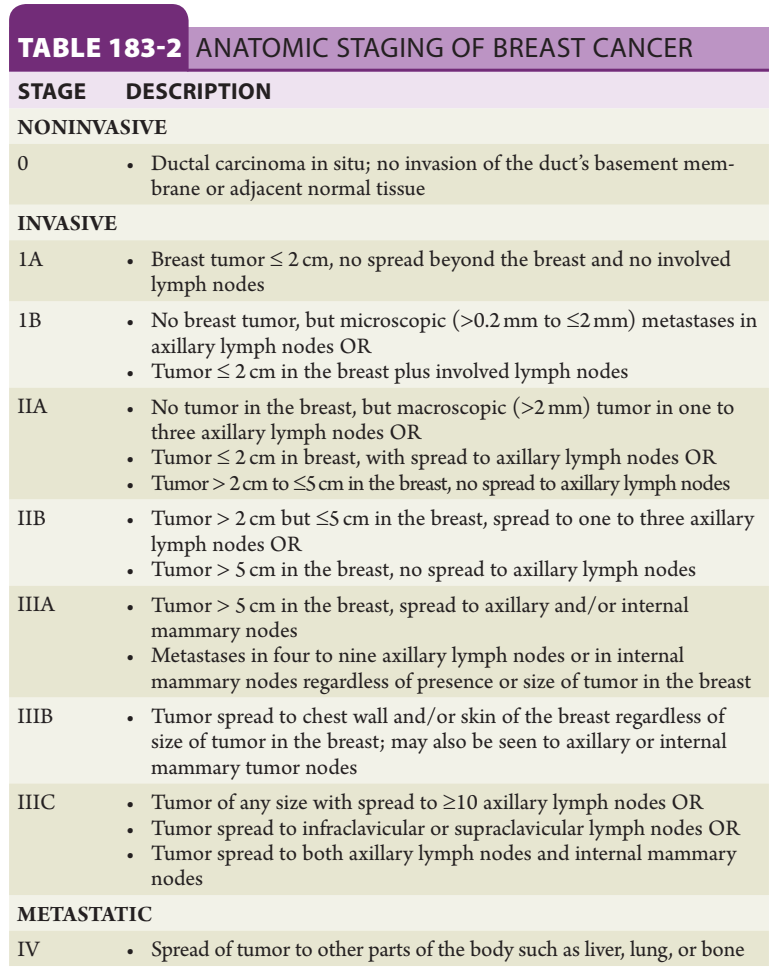 TABLE 183-2 ANATOMIC STAGING OF BREAST CANCER
STAGE DESCRIPTION
NONINVASIVE
0 • Ductal carcinoma in situ; no invasion of the duct's basement mem-
brane or adjacent normal tissue
INVASIVE
1A • Breast tumor ≤ 2 cm, no spread beyond the breast and no involved
lymph nodes
1B • No breast tumor, but microscopic (>0.2 mm to ≤2 mm) metastases in
axillary lymph nodes OR
• Tumor ≤ 2 cm in the breast plus involved lymph nodes
IIA • No tumor in the breast, but macroscopic (>2 mm) tumor in one to
three axillary lymph nodes OR
• Tumor ≤ 2 cm in breast, with spread to axillary lymph nodes OR
• Tumor > 2 cm to ≤5 cm in the breast, no spread to axillary lymph nodes
IIB • Tumor > 2 cm but ≤5 cm in the breast, spread to one to three axillary
lymph nodes OR
• Tumor > 5 cm in the breast, no spread to axillary lymph nodes
IIIA • Tumor > 5 cm in the breast, spread to axillary and/or internal
mammary nodes
• Metastases in four to nine axillary lymph nodes or in internal
mammary nodes regardless of presence or size of tumor in the breast
IIIB • Tumor spread to chest wall and/or skin of the breast regardless of
size of tumor in the breast; may also be seen to axillary or internal
mammary tumor nodes
IIIC • Tumor of any size with spread to ≥10 axillary lymph nodes OR
• Tumor spread to infraclavicular or supraclavicular lymph nodes OR
• Tumor spread to both axillary lymph nodes and internal mammary
nodes
METASTATIC
IV • Spread of tumor to other parts of the body such as liver, lung, or bone